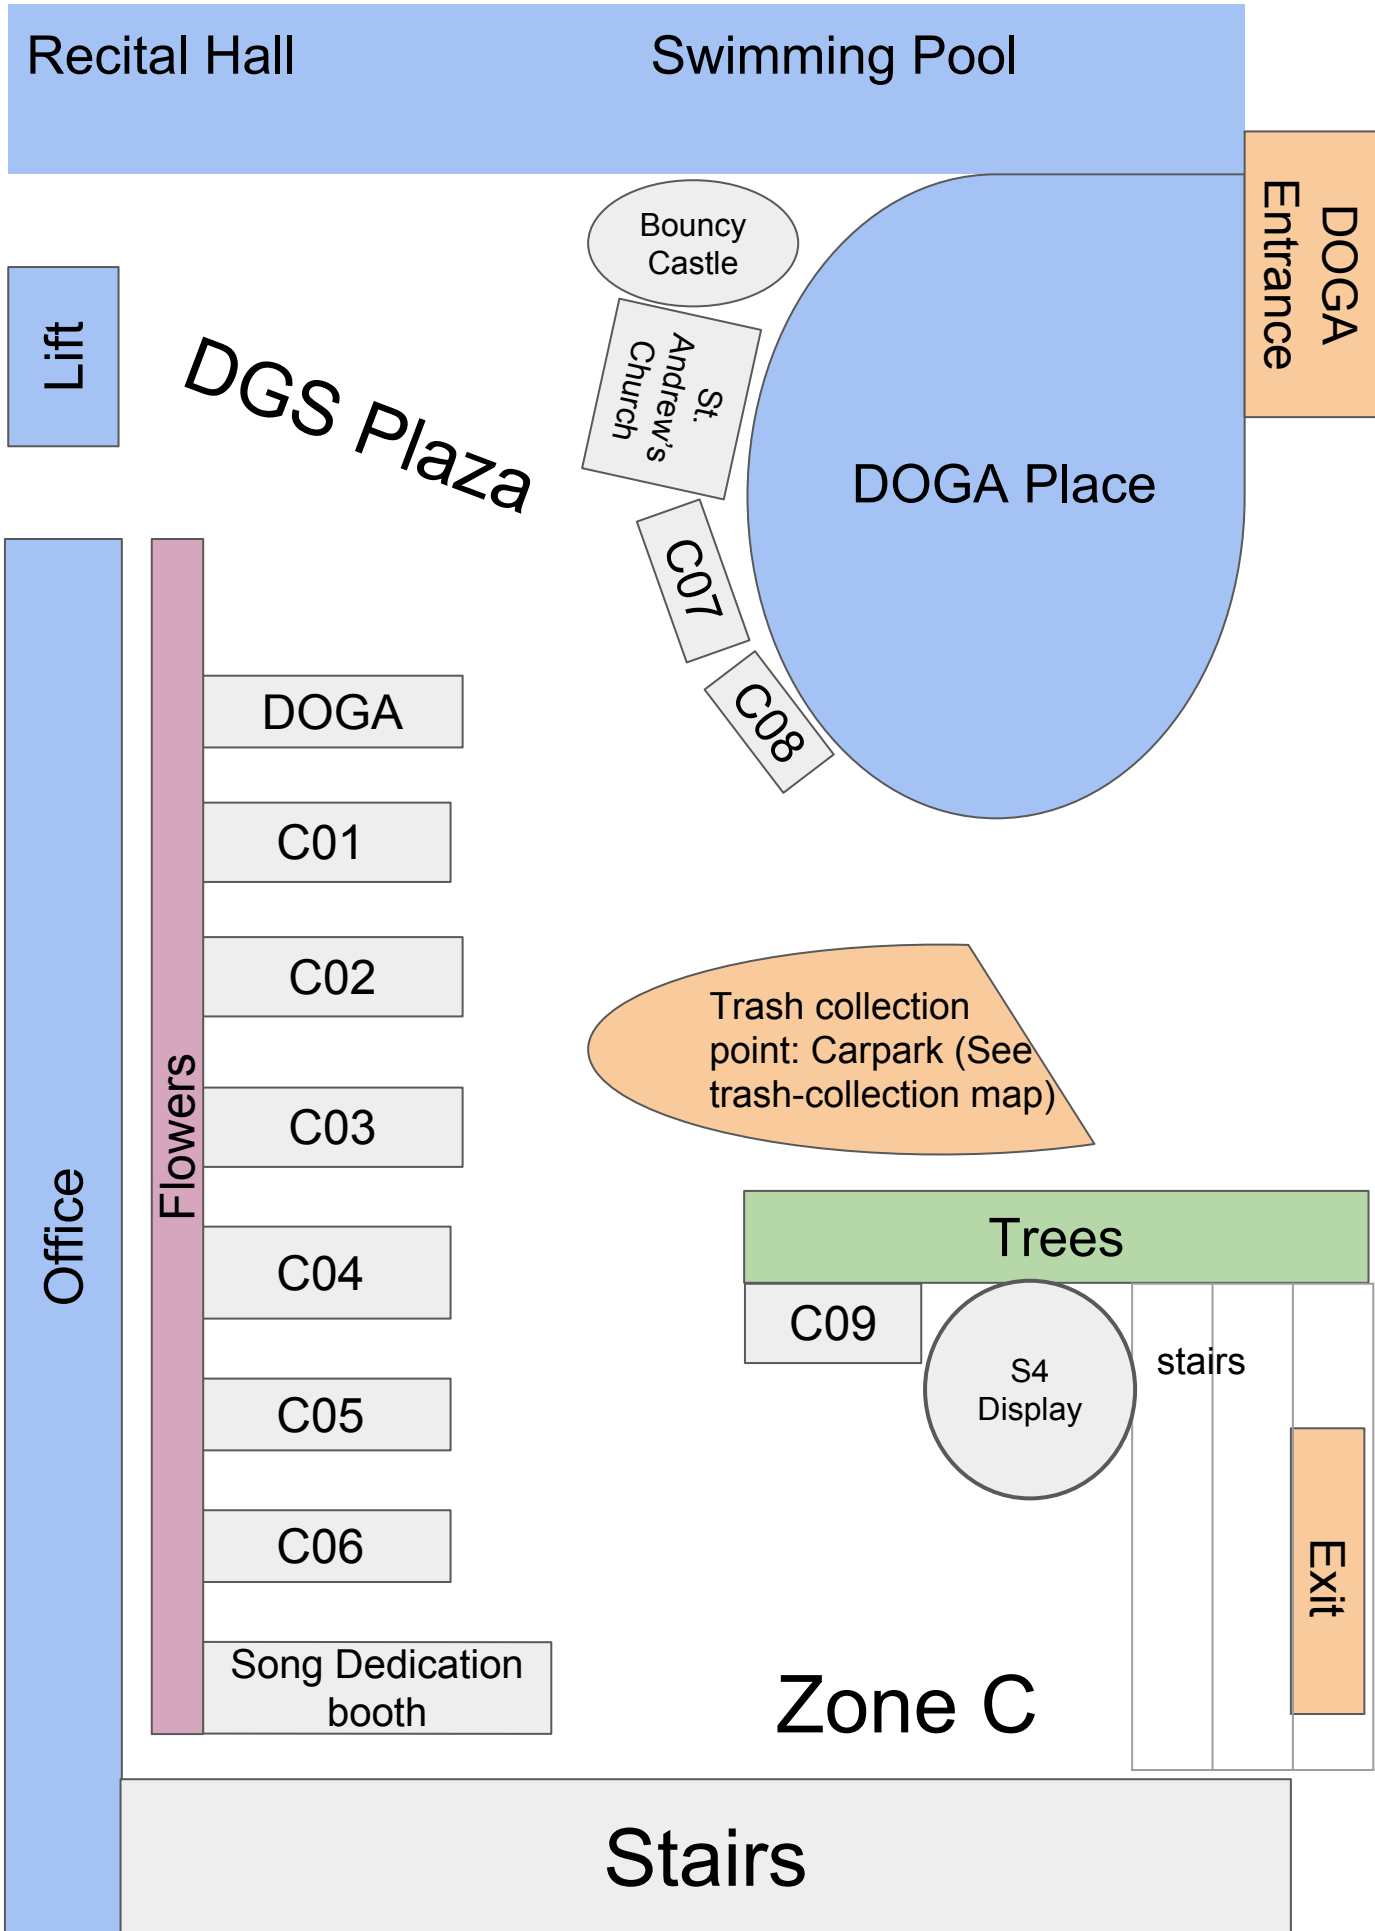 Recital Hall
Swimming Pool
DOGA
Entrance
Bouncy
Castle
Lift
DGS Plaza
St.
Andrew's
Church
DOGA Place
C07
DOGA
C08
C01
C02
Trash collection
point: Carpark (See
trash-collection map)
Flowers
C03
Office
Trees
C04
C09
stairs
S4
Display
C05
Exit
C06
Song Dedication
booth
Zone C
Stairs